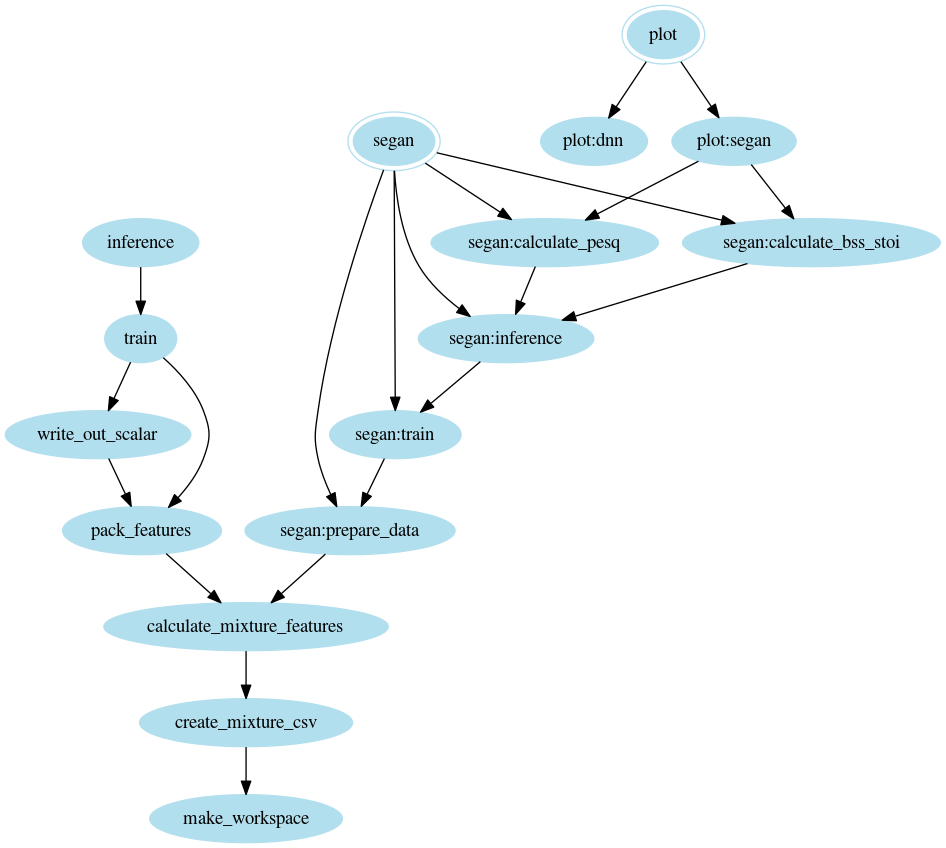 plot
segan
plot:dnn
plot:segan
inference
segan:calculate_pesq
segan:calculate_bss_stoi
train
segan:inference
write_out_scalar
segan:train
pack_features
segan:prepare_data
calculate_mixture_features
create_mixture_csv
make_workspace